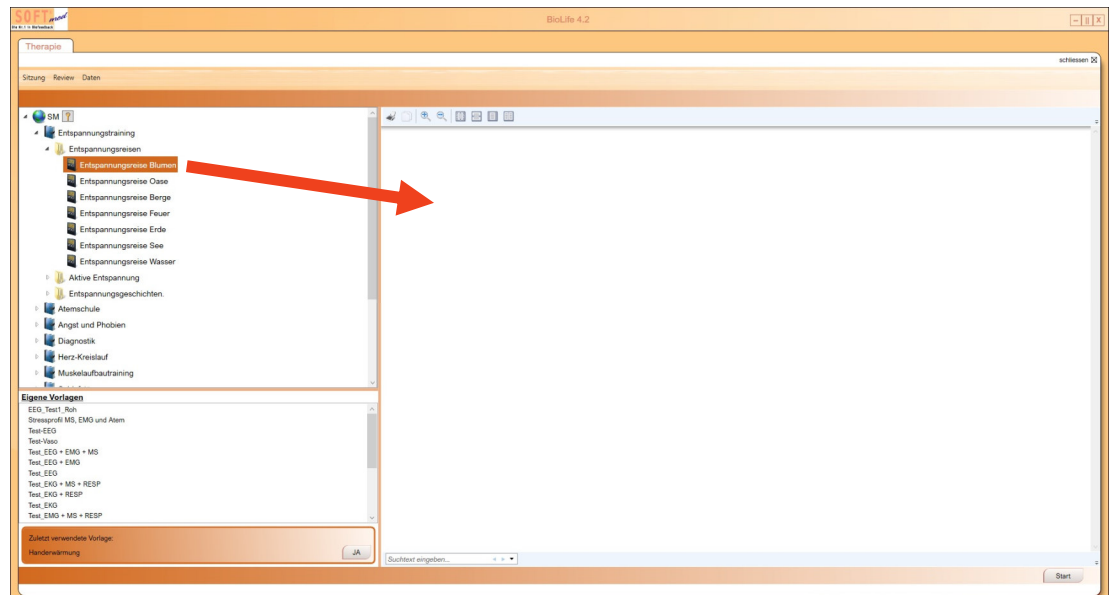 SOFTmed
BioLife 4.2
Therapie
schliessen
Sitzung Review Daten
SM
Entspannungstraining
Entspannungsreisen
Entspannungsreise Blumen
Entspannungsreise Oase
Entspannungsreise Berge
Entspannungsreise Feuer
Entspannungsreise Erde
Entspannungsreise See
Entspannungsreise Wasser
Aktive Entspannung
Entspannungsgeschichten.
Atemschule
Angst und Phobien
Diagnostik
Herz-Kreislauf
Muskelaufbautraining
Eigene Vorlagen
EEG_Test1_Roh
Stressprofil MS, EMG und Atem
Test-EEG
Test-Vaso
Test_EEG + EMG + MS
Test_EEG + EMG
Test_EEG
Test_EKG + MS + RESP
Test_EKG + RESP
Test_EKG
Test_EMG + MS + RESP
Zuletzt verwendete Vorlage:
Handerwärmung
JA
Suchtext eingeben...
Start